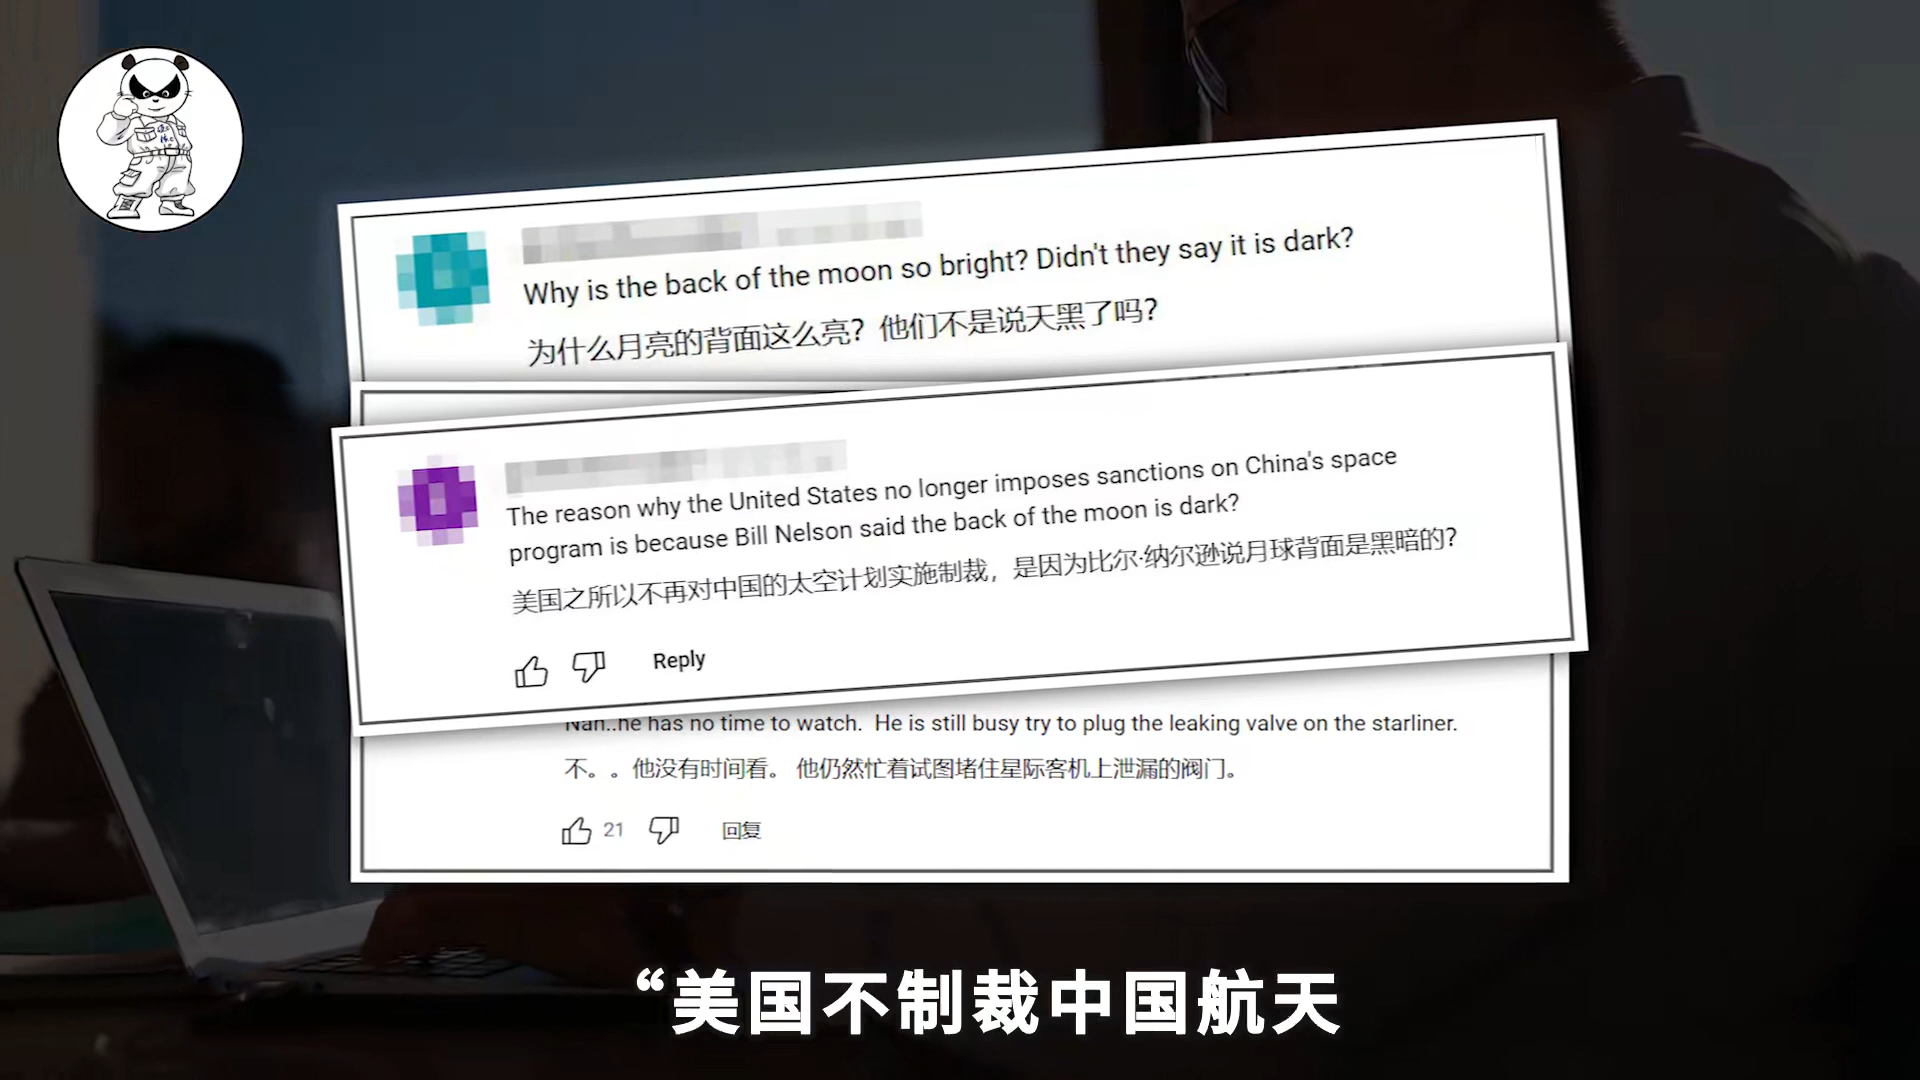 Why is the back of the moon so bright? Didn't they say it is dark?
为什么月亮的背面这么亮？他们不是说天黑了吗？
The reason why the United States no longer imposes sanctions on China's space
program is because Bill Nelson said the back of the moon is dark?
美国之所以不再对中国的太空计划实施制裁，是因为比尔·纳尔逊说月球背面是黑暗的？
Reply
Nah..he has no time to watch. He is still busy try to plug the leaking valve on the starliner.
不。。他没有时间看。 他仍然忙着试图堵住星际客机上泄漏的阀门。
21
回复
“美国不制裁中国航天